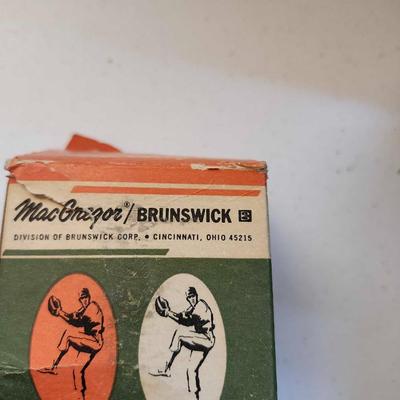 MacGregor®/BRUNSWICK B
DIVISION OF BRUNSWICK CORP. • CINCINNATI, OHIO 45215